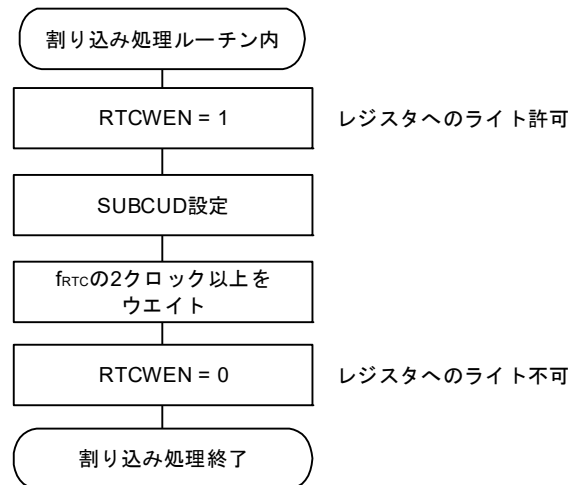 割り込み処理ルーチン内
RTCWEN = 1 レジスタへのライト許可
SUBCUD設定
fRTCの2クロック以上を
ウエイト
RTCWEN = 0 レジスタへのライト不可
割り込み処理終了